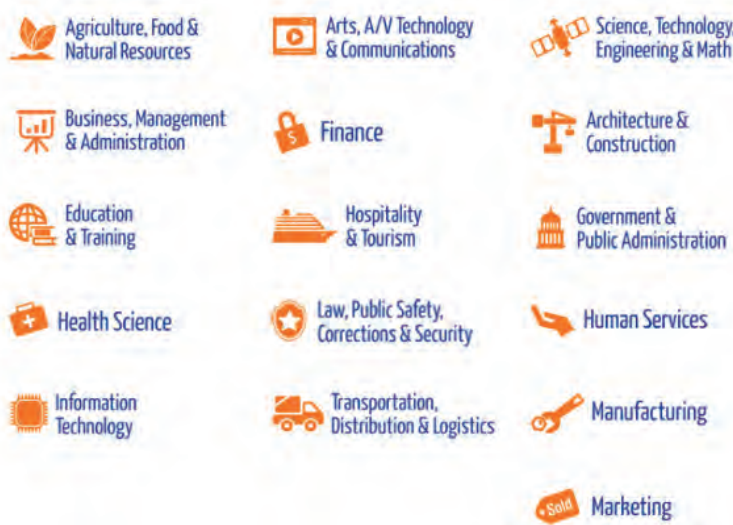 Agriculture, Food &
Natural Resources
Arts, A/V Technology
& Communications
Science, Technology,
Engineering & Math
Business, Management
& Administration
$
Finance
Architecture &
Construction
Education
& Training
Hospitality
& Tourism
Government &
Public Administration
Health Science
Law, Public Safety,
Corrections & Security
Human Services
Information
Technology
Transportation,
Distribution & Logistics
Manufacturing
Sold
Marketing